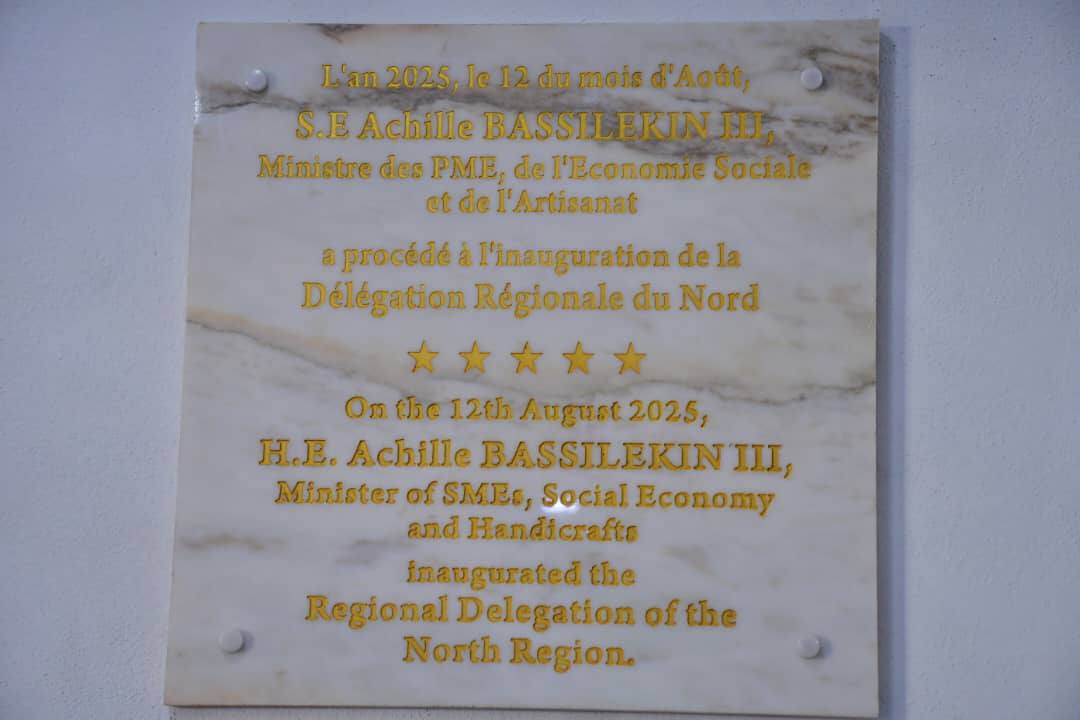 L'an 2025, le 12 du mois d'Août,
S.E Achille BASSILEKIN III,
Ministre des PME, de l'Economie Sociale
et de l'Artisanat
a procédé à l'inauguration de la
Délégation Régionale du Nord
On the 12th August 2025,
H.E. Achille BASSILEKIN III,
Minister of SMEs, Social Economy
and Handicrafts
inaugurated the
Regional Delegation of the
North Region.